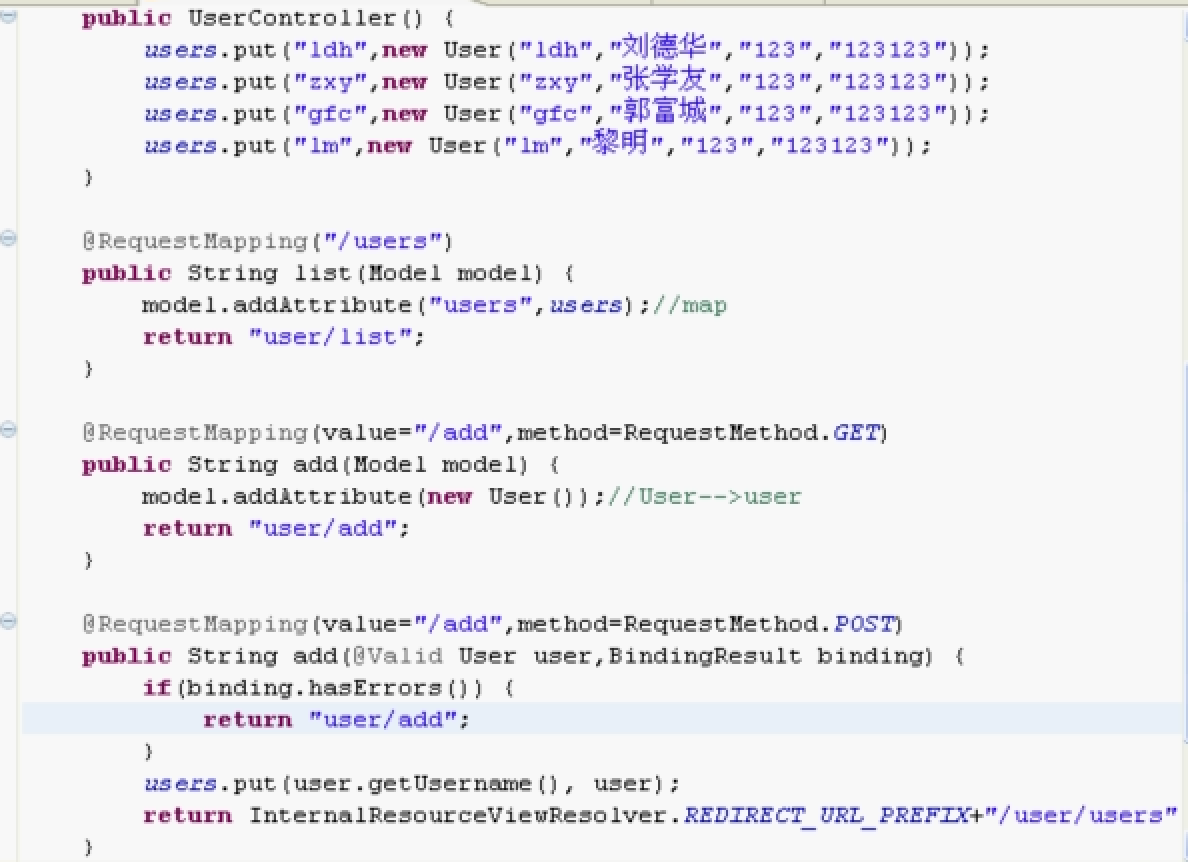 public UserController() {
users.put("ldh",new User("ldh","刘德华","123","123123"));
users.put("zxy",new User("zxy","张学友","123","123123"));
users.put("gfc",new User("gfc","郭富城","123","123123"));
users.put("lm",new User("lm","黎明","123","123123"));
}
@RequestMapping("/users")
public String list(Model model) {
model.addAttribute("users",users);//map
return "user/list";
}
@RequestMapping(value="/add",method=RequestMethod.GET)
public String add(Model model) {
model.addAttribute(new User());//User-->user
return "user/add";
}
@RequestMapping(value="/add",method=RequestMethod.POST)
public String add(@Valid User user,BindingResult binding) {
if(binding.hasErrors()) {
return "user/add";
}
users.put(user.getUsername(), user);
return InternalResourceViewResolver.REDIRECT_URL_PREFIX+"/user/users"
}